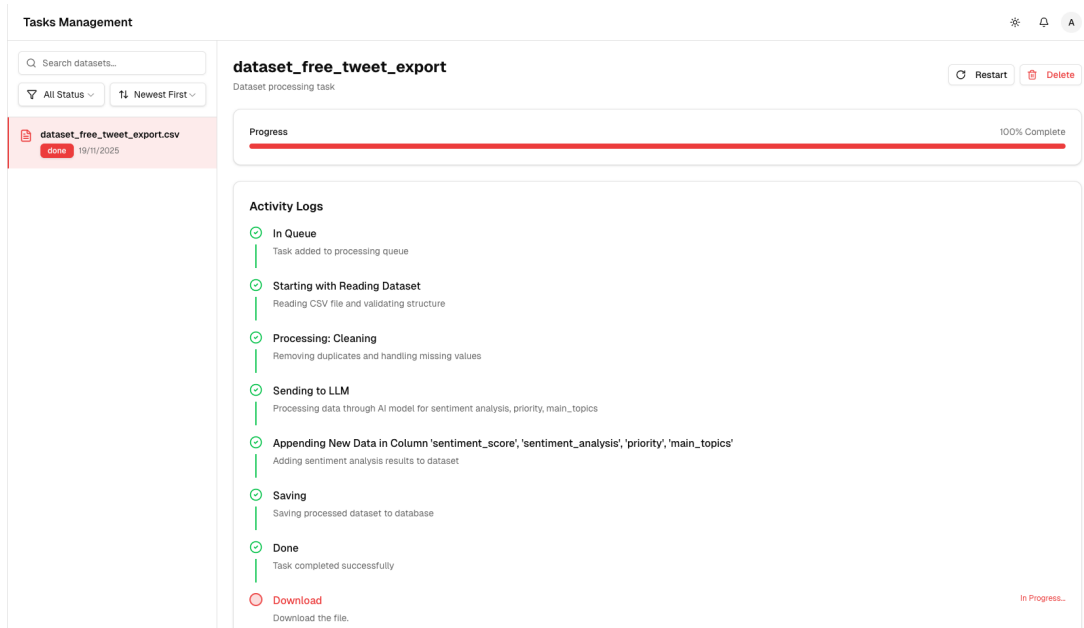 Tasks Management
A
Search datasets...
All Status
Newest First
dataset_free_tweet_export.csv
done 19/11/2025
dataset_free_tweet_export
Dataset processing task
Restart
Delete
Progress
100% Complete
Activity Logs
In Queue
Task added to processing queue
Starting with Reading Dataset
Reading CSV file and validating structure
Processing: Cleaning
Removing duplicates and handling missing values
Sending to LLM
Processing data through AI model for sentiment analysis, priority, main_topics
Appending New Data in Column 'sentiment_score', 'sentiment_analysis', 'priority', 'main_topics'
Adding sentiment analysis results to dataset
Saving
Saving processed dataset to database
Done
Task completed successfully
Download
In Progress...
Download the file.